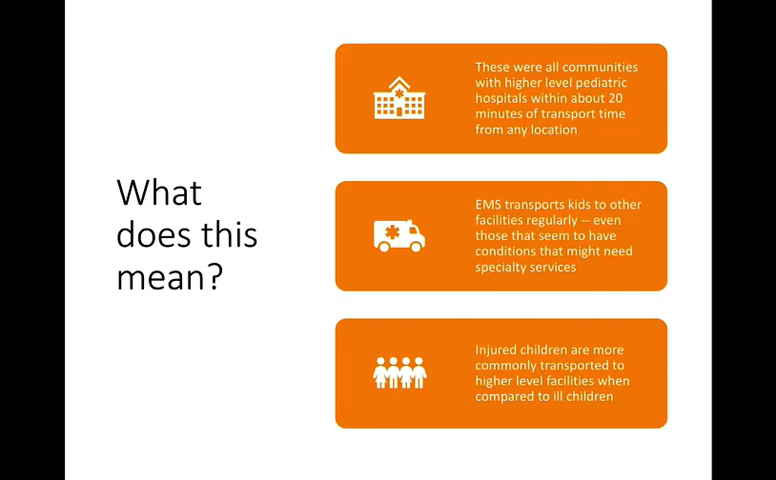 What
does this
mean?
These were all communities
with higher level pediatric
hospitals within about 20
minutes of transport time
from any location
EMS transports kids to other
facilities regularly -- even
those that seem to have
conditions that might need
specialty services
Injured children are more
commonly transported to
higher level facilities when
compared to ill children